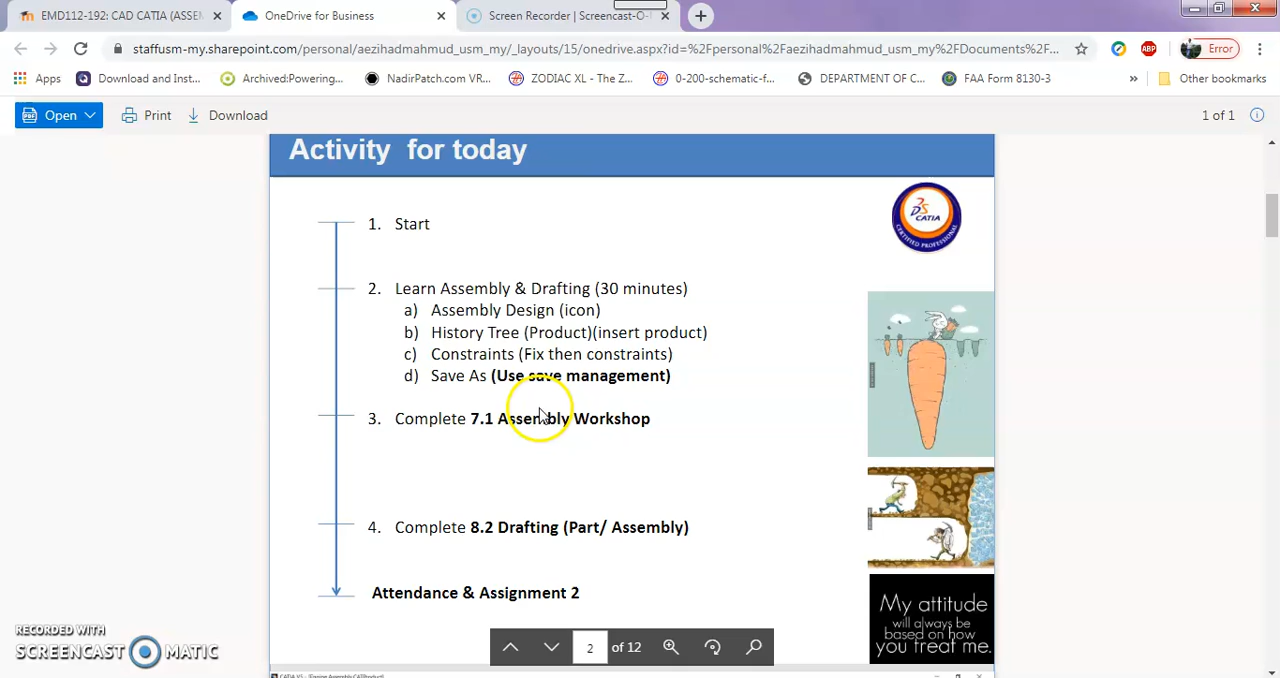 EMD112-192: CAD CATIA (ASSEM
OneDrive for Business
Screen Recorder | Screencast-O-M
staffusm-my.sharepoint.com/personal/aezihadmahmud_usm_my/_layouts/15/onedrive.aspx?id=%2Fpersonal%2Faezihadmahmud_usm_my%2FDocuments%2F...
ABP
Error
Apps
Download and Inst...
Archived:Powering...
NadirPatch.com VR...
ZODIAC XL - The Z...
0-200-schematic-f...
DEPARTMENT OF C...
FAA Form 8130-3
»
Other bookmarks
Open
Print
Download
1 of 1
Activity for today
CATIA
CERTIFIED PROFESSIONAL
1. Start
2. Learn Assembly & Drafting (30 minutes)
a) Assembly Design (icon)
b) History Tree (Product)(insert product)
c) Constraints (Fix then constraints)
d) Save As (Use save management)
3. Complete 7.1 Assembly Workshop
4. Complete 8.2 Drafting (Part/ Assembly)
Attendance & Assignment 2
My attitude
will always be
based on how
you treat me.
2 of 12
RECORDED WITH
SCREENCAST MATIC